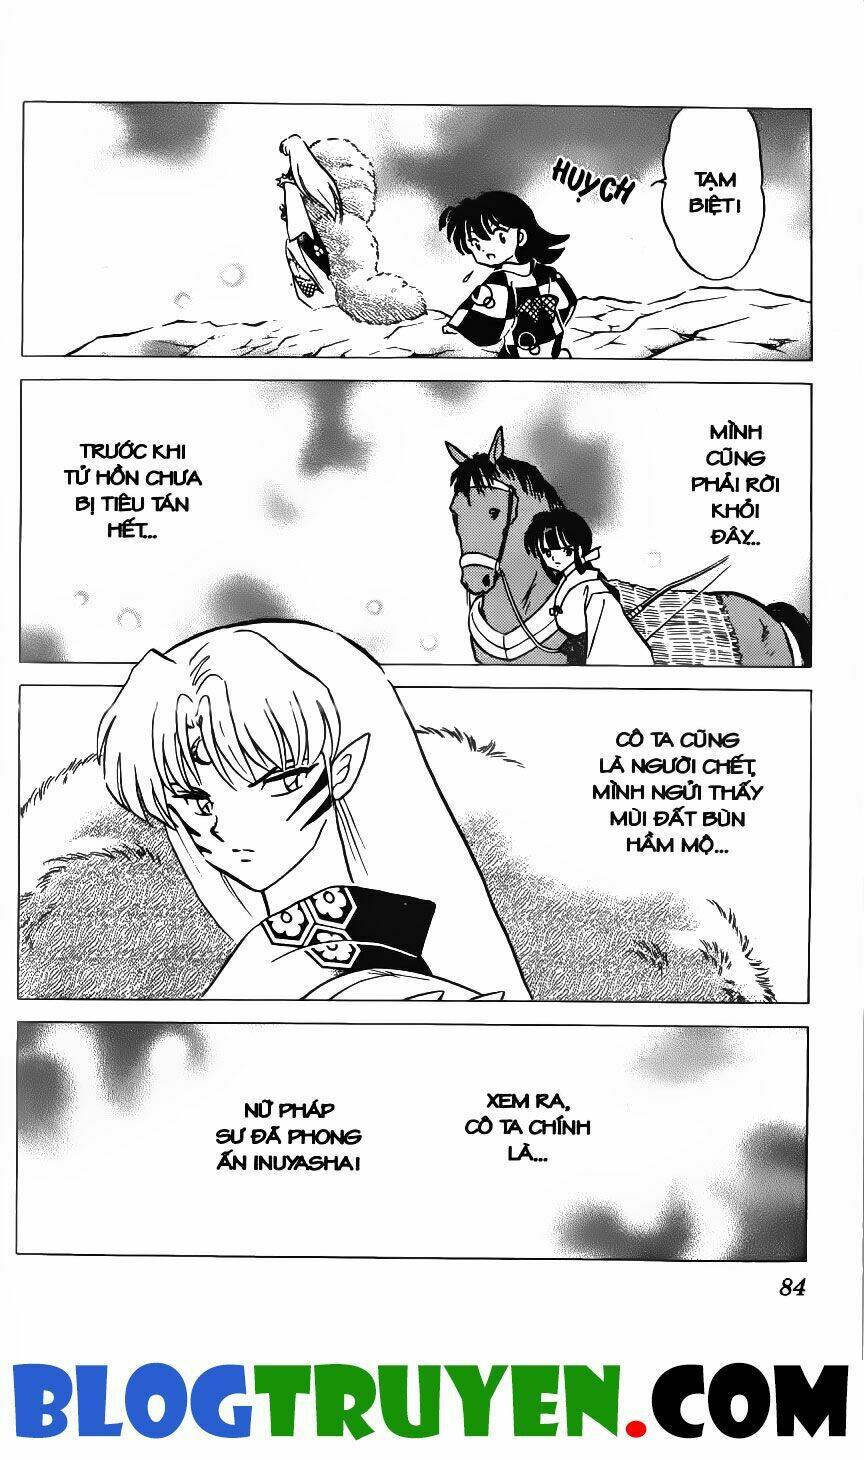 TẠM
BIỆT!
HUỴCH
MÌNH
CŨNG
PHẢI RỜI
KHỎI
ĐÂY...
TRƯỚC KHI
TỬ HỒN CHƯA
BỊ TIÊU TÁN
HẾT...
CÔ TA CŨNG
LÀ NGƯỜI CHẾT,
MÌNH NGỬI THẤY
MÙI ĐẤT BÙN
HẦM MỘ...
XEM RA,
CÔ TA CHÍNH
LÀ...
NỮ PHÁP
SƯ ĐÃ PHONG
ẤN INUYASHA!
84
BLOGTRUYEN.COM